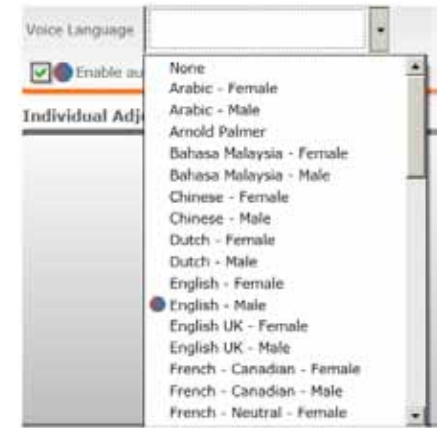 Voice Language
Enable au
Individual Adj
None
Arabic - Female
Arabic - Male
Arnold Palmer
Bahasa Malaysia - Female
Bahasa Malaysia - Male
Chinese - Female
Chinese - Male
Dutch - Female
Dutch - Male
English - Female
English - Male
English UK - Female
English UK - Male
French - Canadian - Female
French - Canadian - Male
French - Neutral - Female